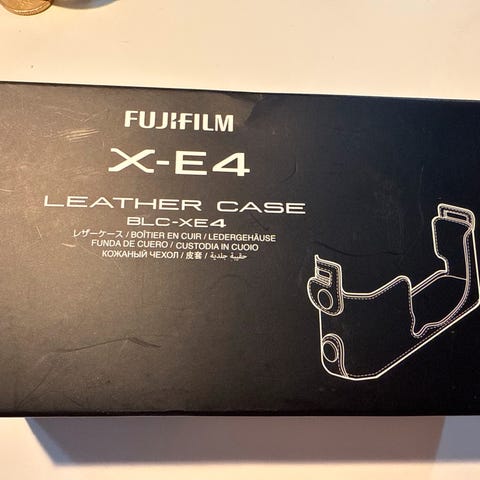 FUJIFILM
X-E4
LEATHER CASE
BLC-XE4
レザーケース / BOÎTIER EN CUIR / LEDERGEHÄUSE
FUNDA DE CUERO / CUSTODIA IN CUOIO
КОЖАНЫЙ ЧЕХОЛ / 皮套 / حقيبة جلدية